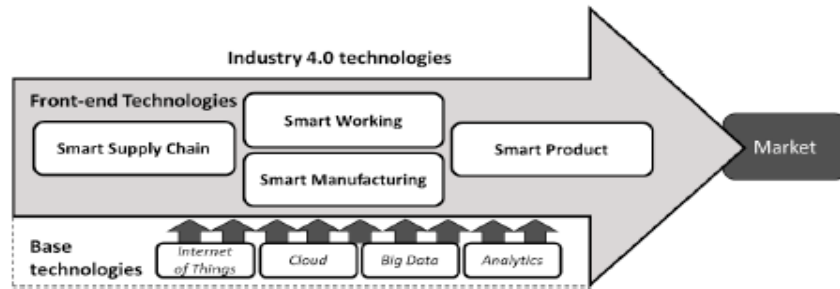 Industry 4.0 technologies
Front-end Technologies
Smart Supply Chain
Smart Working
Smart Manufacturing
Smart Product
Market
Base
technologies
Internet
of Things
Cloud
Big Data
Analytics